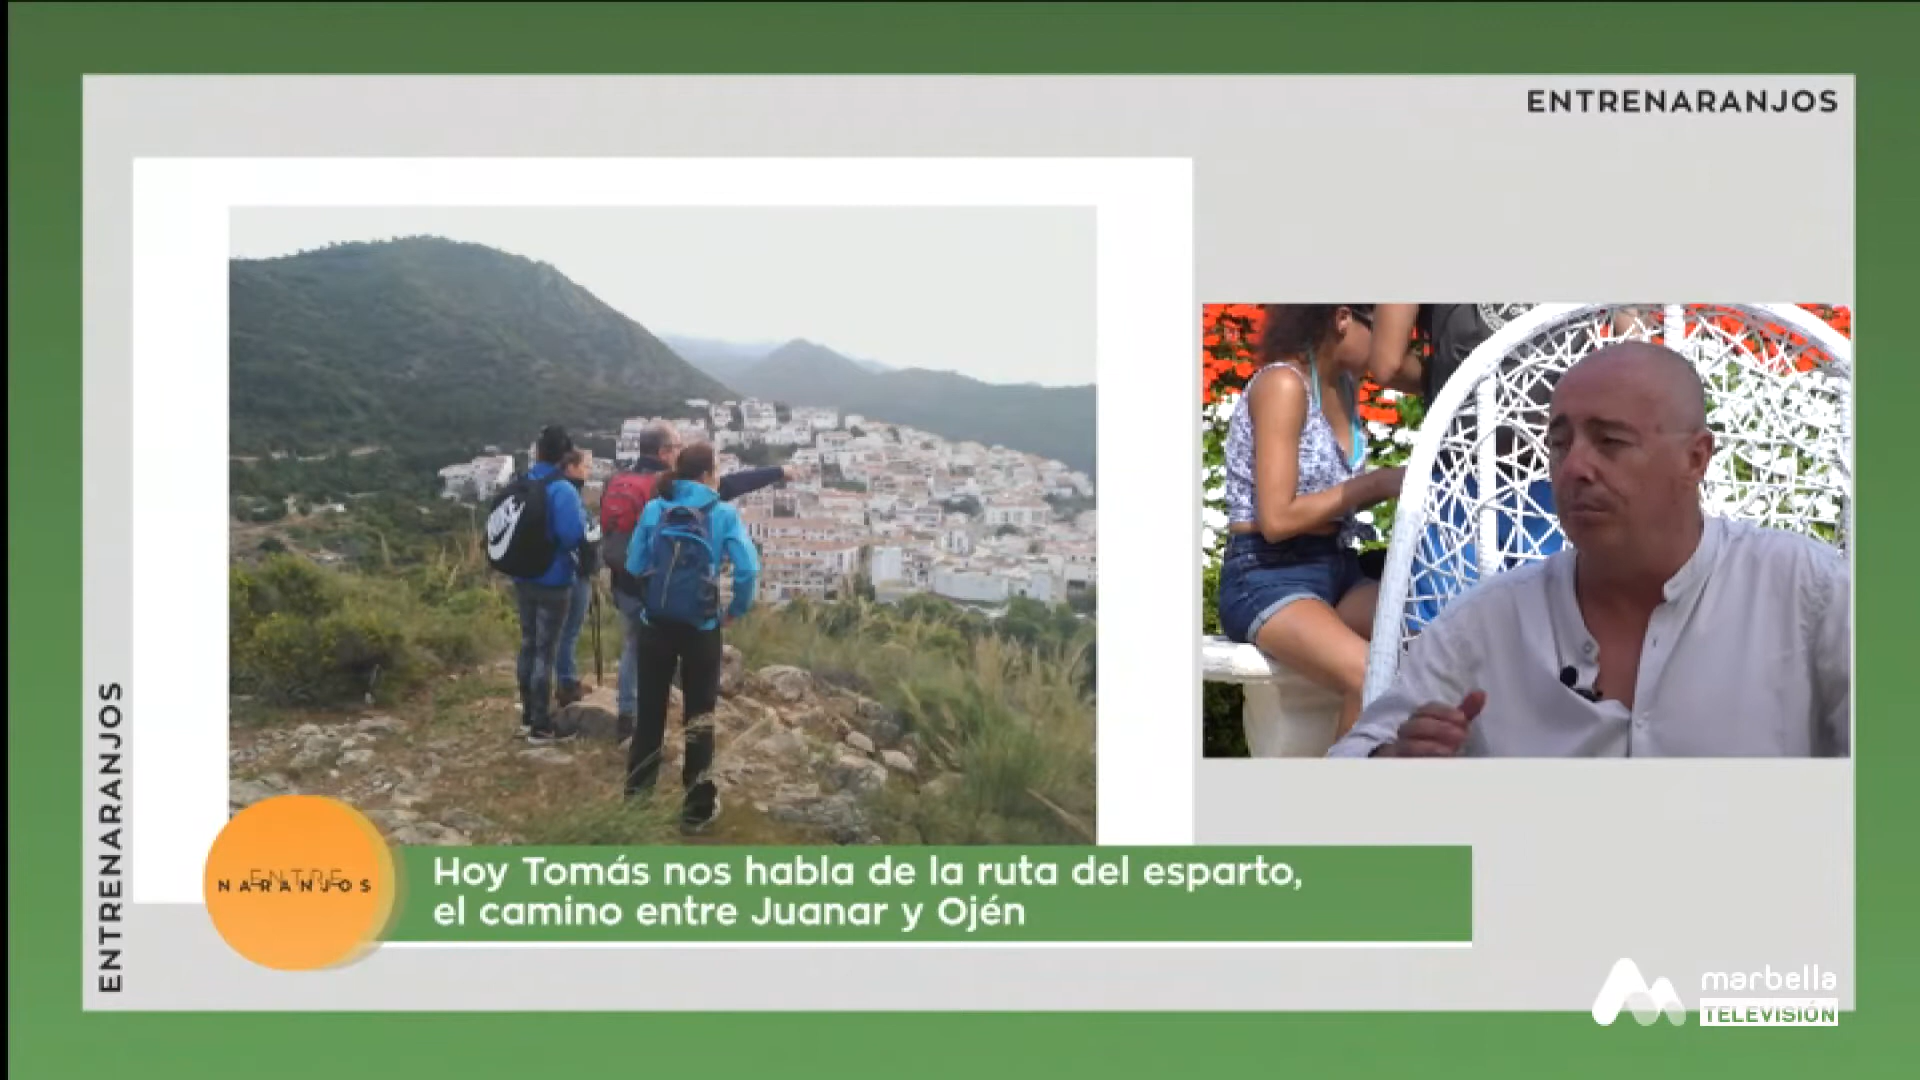 ENTRENARANJOS
ENTRENARANJOS
ENTRE
NARANJOS
Hoy Tomás nos habla de la ruta del esparto,
el camino entre Juanar y Ojén
marbella
TELEVISIÓN